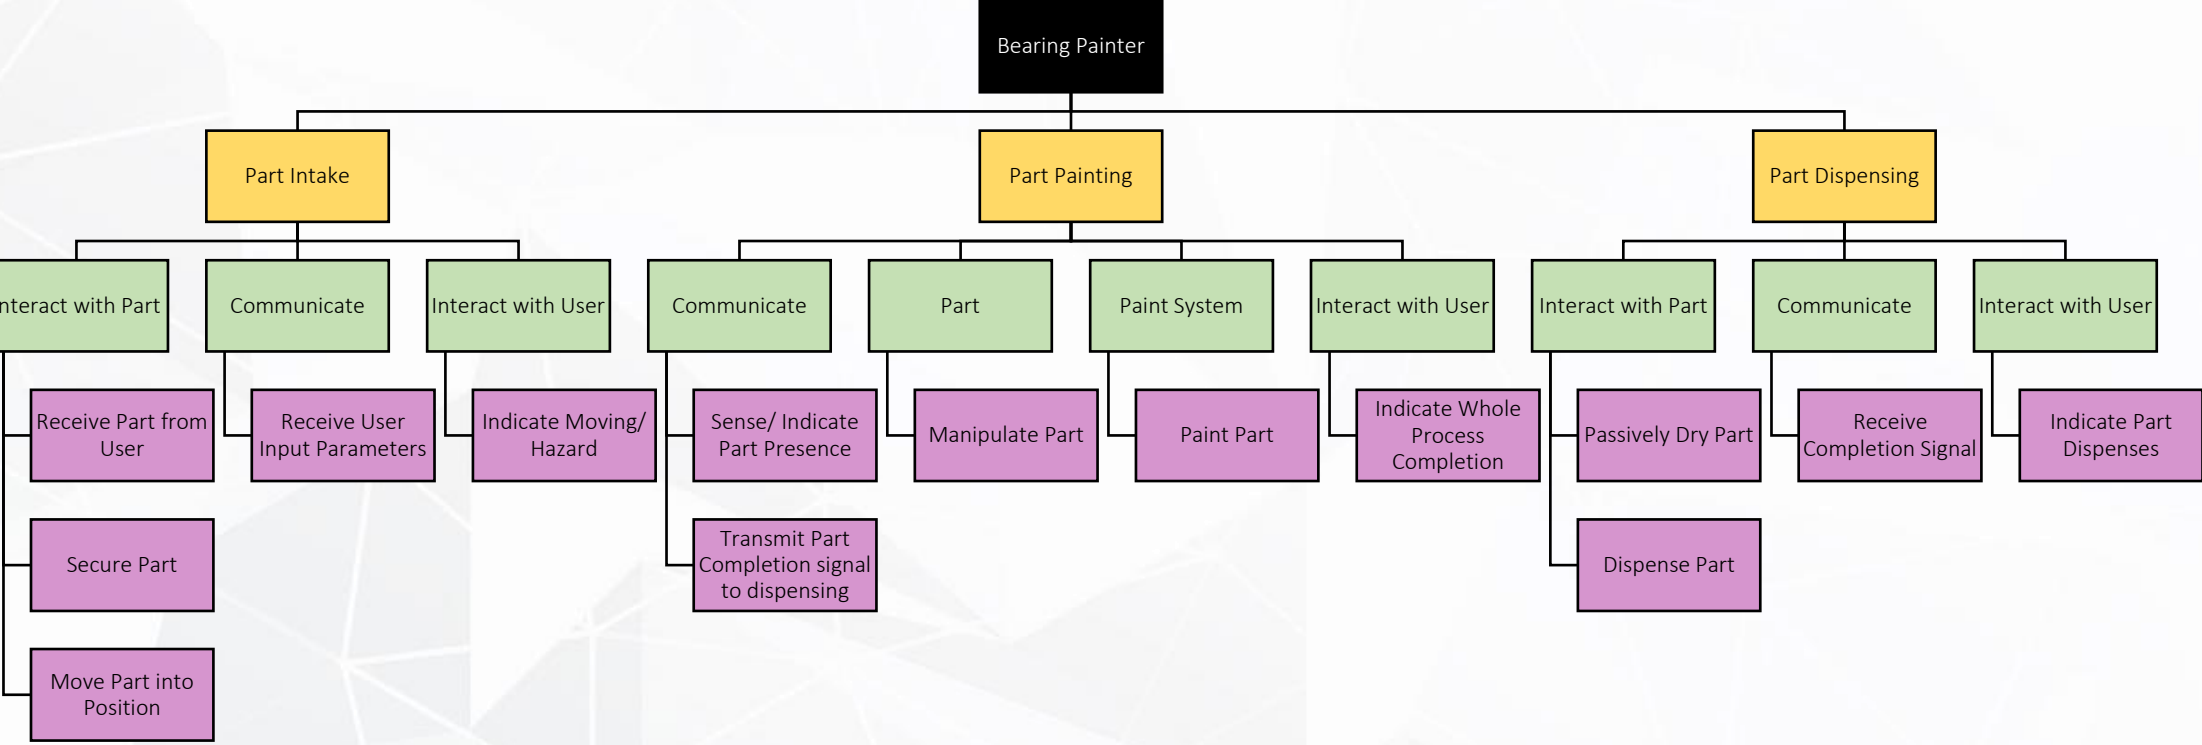 Bearing Painter
Part Intake
Part Painting
Part Dispensing
nteract with Part
Communicate
Interact with User
Communicate
Part
Paint System
Interact with User
Interact with Part
Communicate
Interact with User
Receive Part from
User
Receive User
Input Parameters
Indicate Moving/
Hazard
Sense/ Indicate
Part Presence
Manipulate Part
Paint Part
Indicate Whole
Process
Completion
Passively Dry Part
Receive
Completion Signal
Indicate Part
Dispenses
Secure Part
Transmit Part
Completion signal
to dispensing
Dispense Part
Move Part into
Position